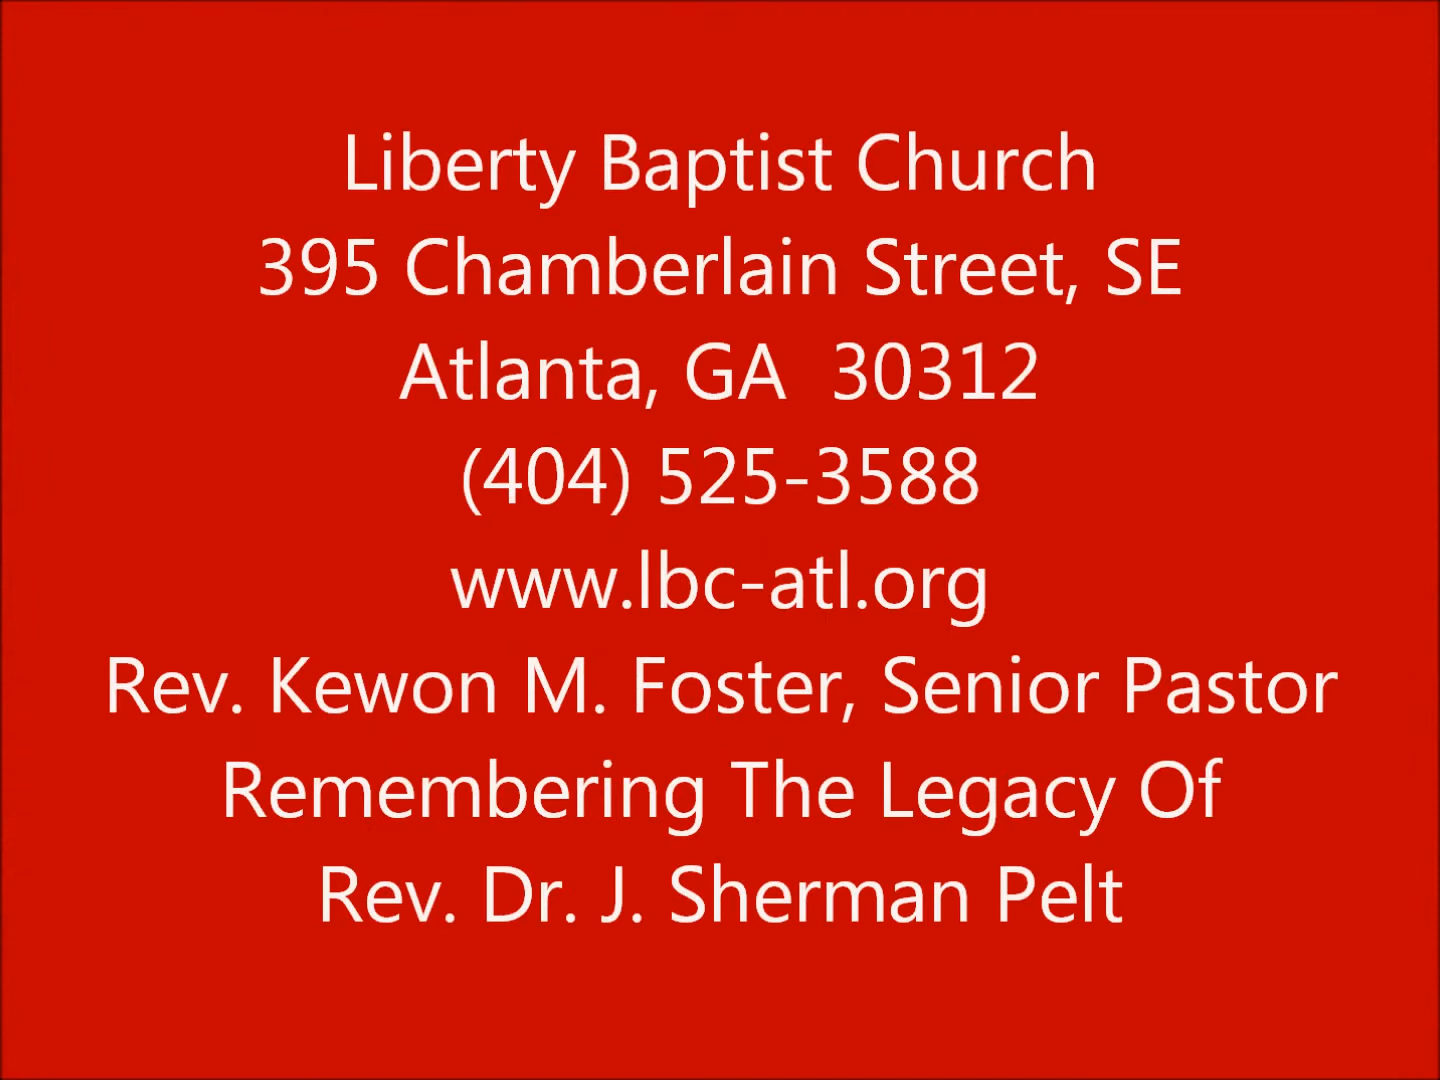 Liberty Baptist Church
395 Chamberlain Street, SE
Atlanta, GA  30312
(404) 525-3588
www.lbc-atl.org
Rev. Kewon M. Foster, Senior Pastor
Remembering The Legacy Of
Rev. Dr. J. Sherman Pelt